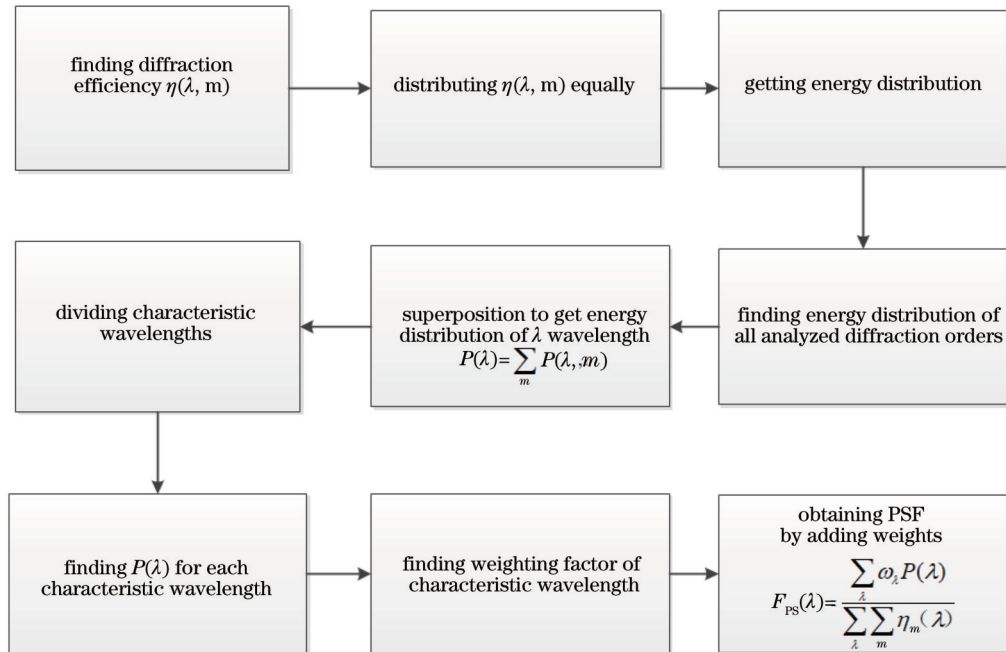 finding diffraction
efficiency η(λ, m)
distributing η(λ, m) equally
getting energy distribution
finding energy distribution of
all analyzed diffraction orders
superposition to get energy
distribution of λ wavelength
P(λ)=∑P(λ,,m)
m
dividing characteristic
wavelengths
finding P(λ) for each
characteristic wavelength
finding weighting factor of
characteristic wavelength
obtaining PSF
by adding weights
∑ω_λP(λ)
λ
F_PS(λ)=
∑∑η_m(λ)
λ m